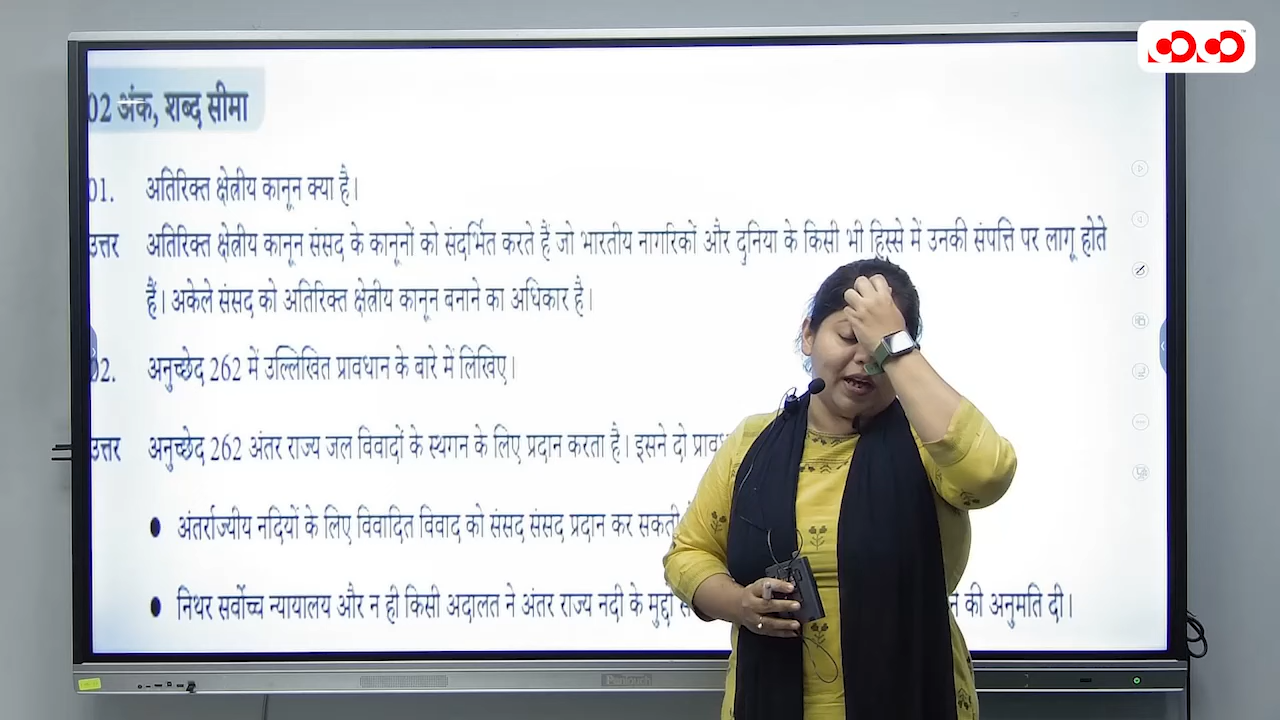 02 अंक, शब्द सीमा
01. अतिरिक्त क्षेत्रीय कानून क्या है।
उत्तर अतिरिक्त क्षेत्रीय कानून संसद के कानूनों को संदर्भित करते हैं जो भारतीय नागरिकों और दुनिया के किसी भी हिस्से में उनकी संपत्ति पर लागू होते
हैं। अकेले संसद को अतिरिक्त क्षेत्रीय कानून बनाने का अधिकार है।
02. अनुच्छेद 262 में उल्लिखित प्रावधान के बारे में लिखिए।
उत्तर अनुच्छेद 262 अंतर राज्य जल विवादों के स्थगन के लिए प्रदान करता है। इसने दो
• अंतर्राज्यीय नदियों के लिए विवादित विवाद को संसद संसद प्रदान कर सकती
• निथर सर्वोच्च न्यायालय और न ही किसी अदालत ने अंतर राज्य नदी के मुद्दों की अनुमति दी।
Pentouch